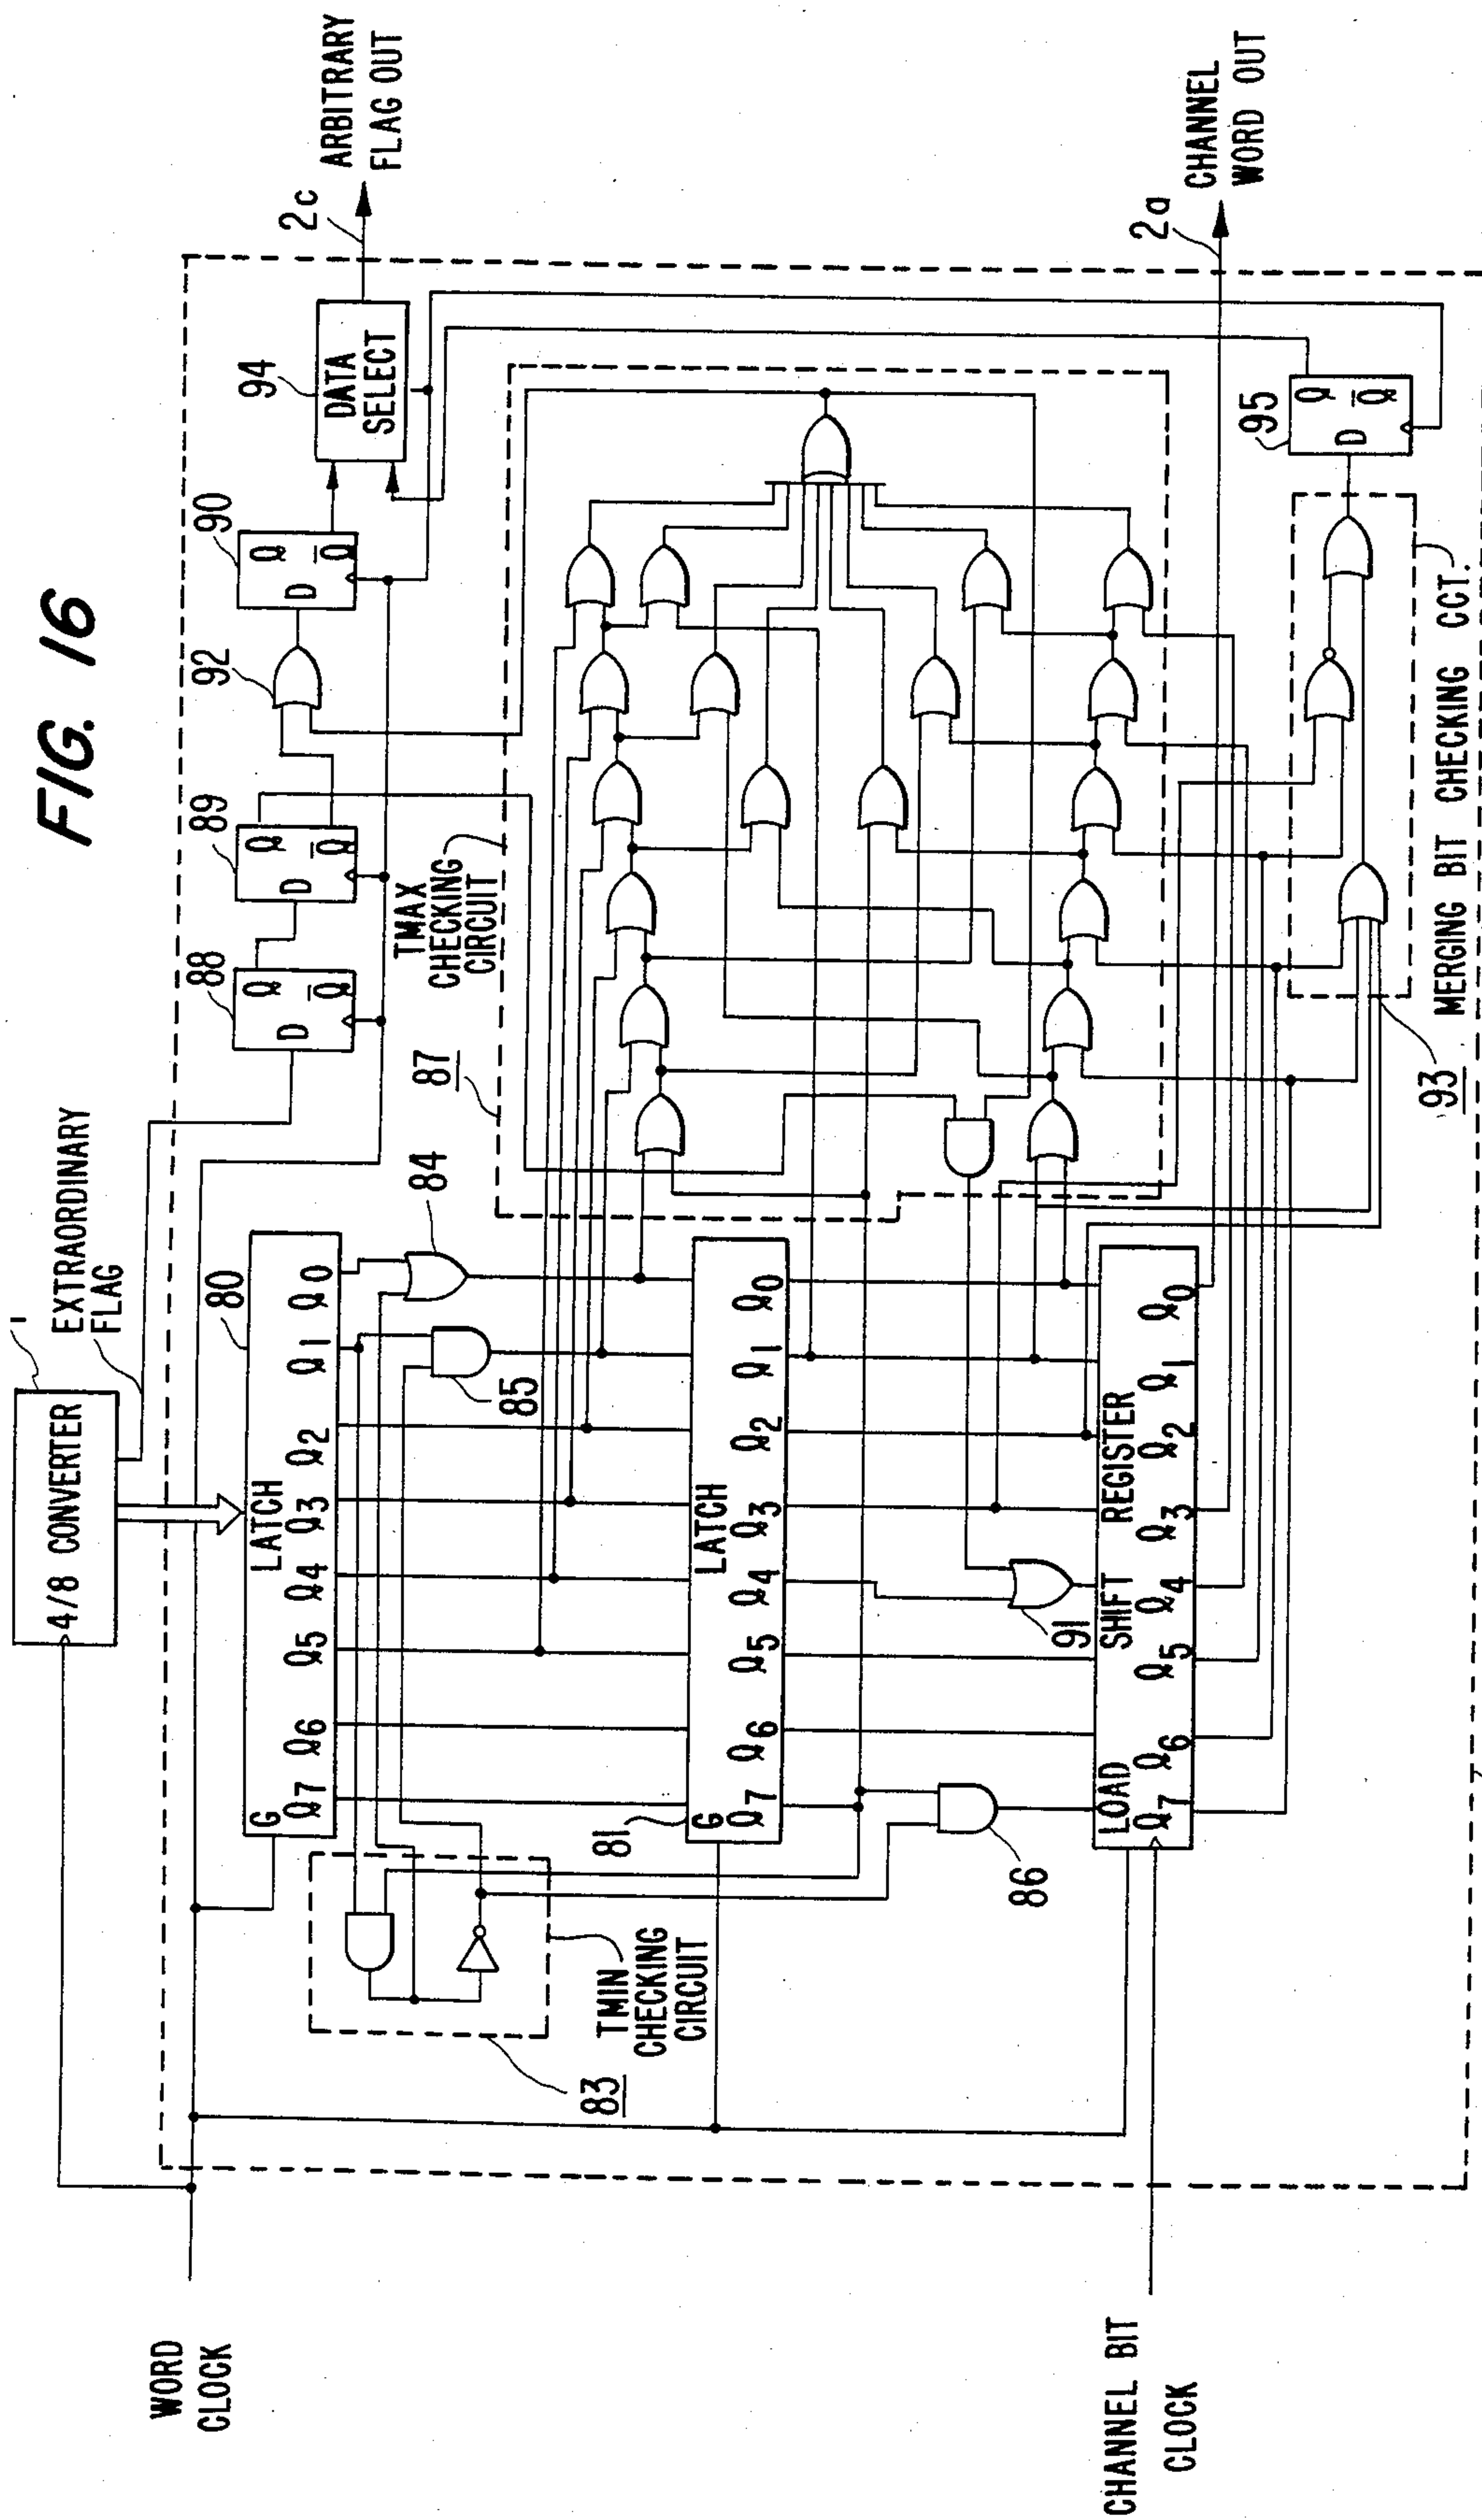 FIG. 16
1
4/8 CONVERTER
EXTRAORDINARY
FLAG
WORD
CLOCK
80
LATCH
G
Q7 Q6 Q5 Q4 Q3 Q2 Q1 Q0
88
Q
D Q
89
Q
D Q
92
90
Q
D Q
94
DATA
SELECT
2c
ARBITRARY
FLAG OUT
83
TMIN
CHECKING
CIRCUIT
84
85
87
TMAX
CHECKING
CIRCUIT
81
LATCH
G
Q7 Q6 Q5 Q4 Q3 Q2 Q1 Q0
86
91
LOAD
SHIFT REGISTER
Q7 Q6 Q5 Q4 Q3 Q2 Q1 Q0
CHANNEL BIT
CLOCK
2a
CHANNEL
WORD OUT
95
Q
D Q
93
MERGING BIT CHECKING CCT.